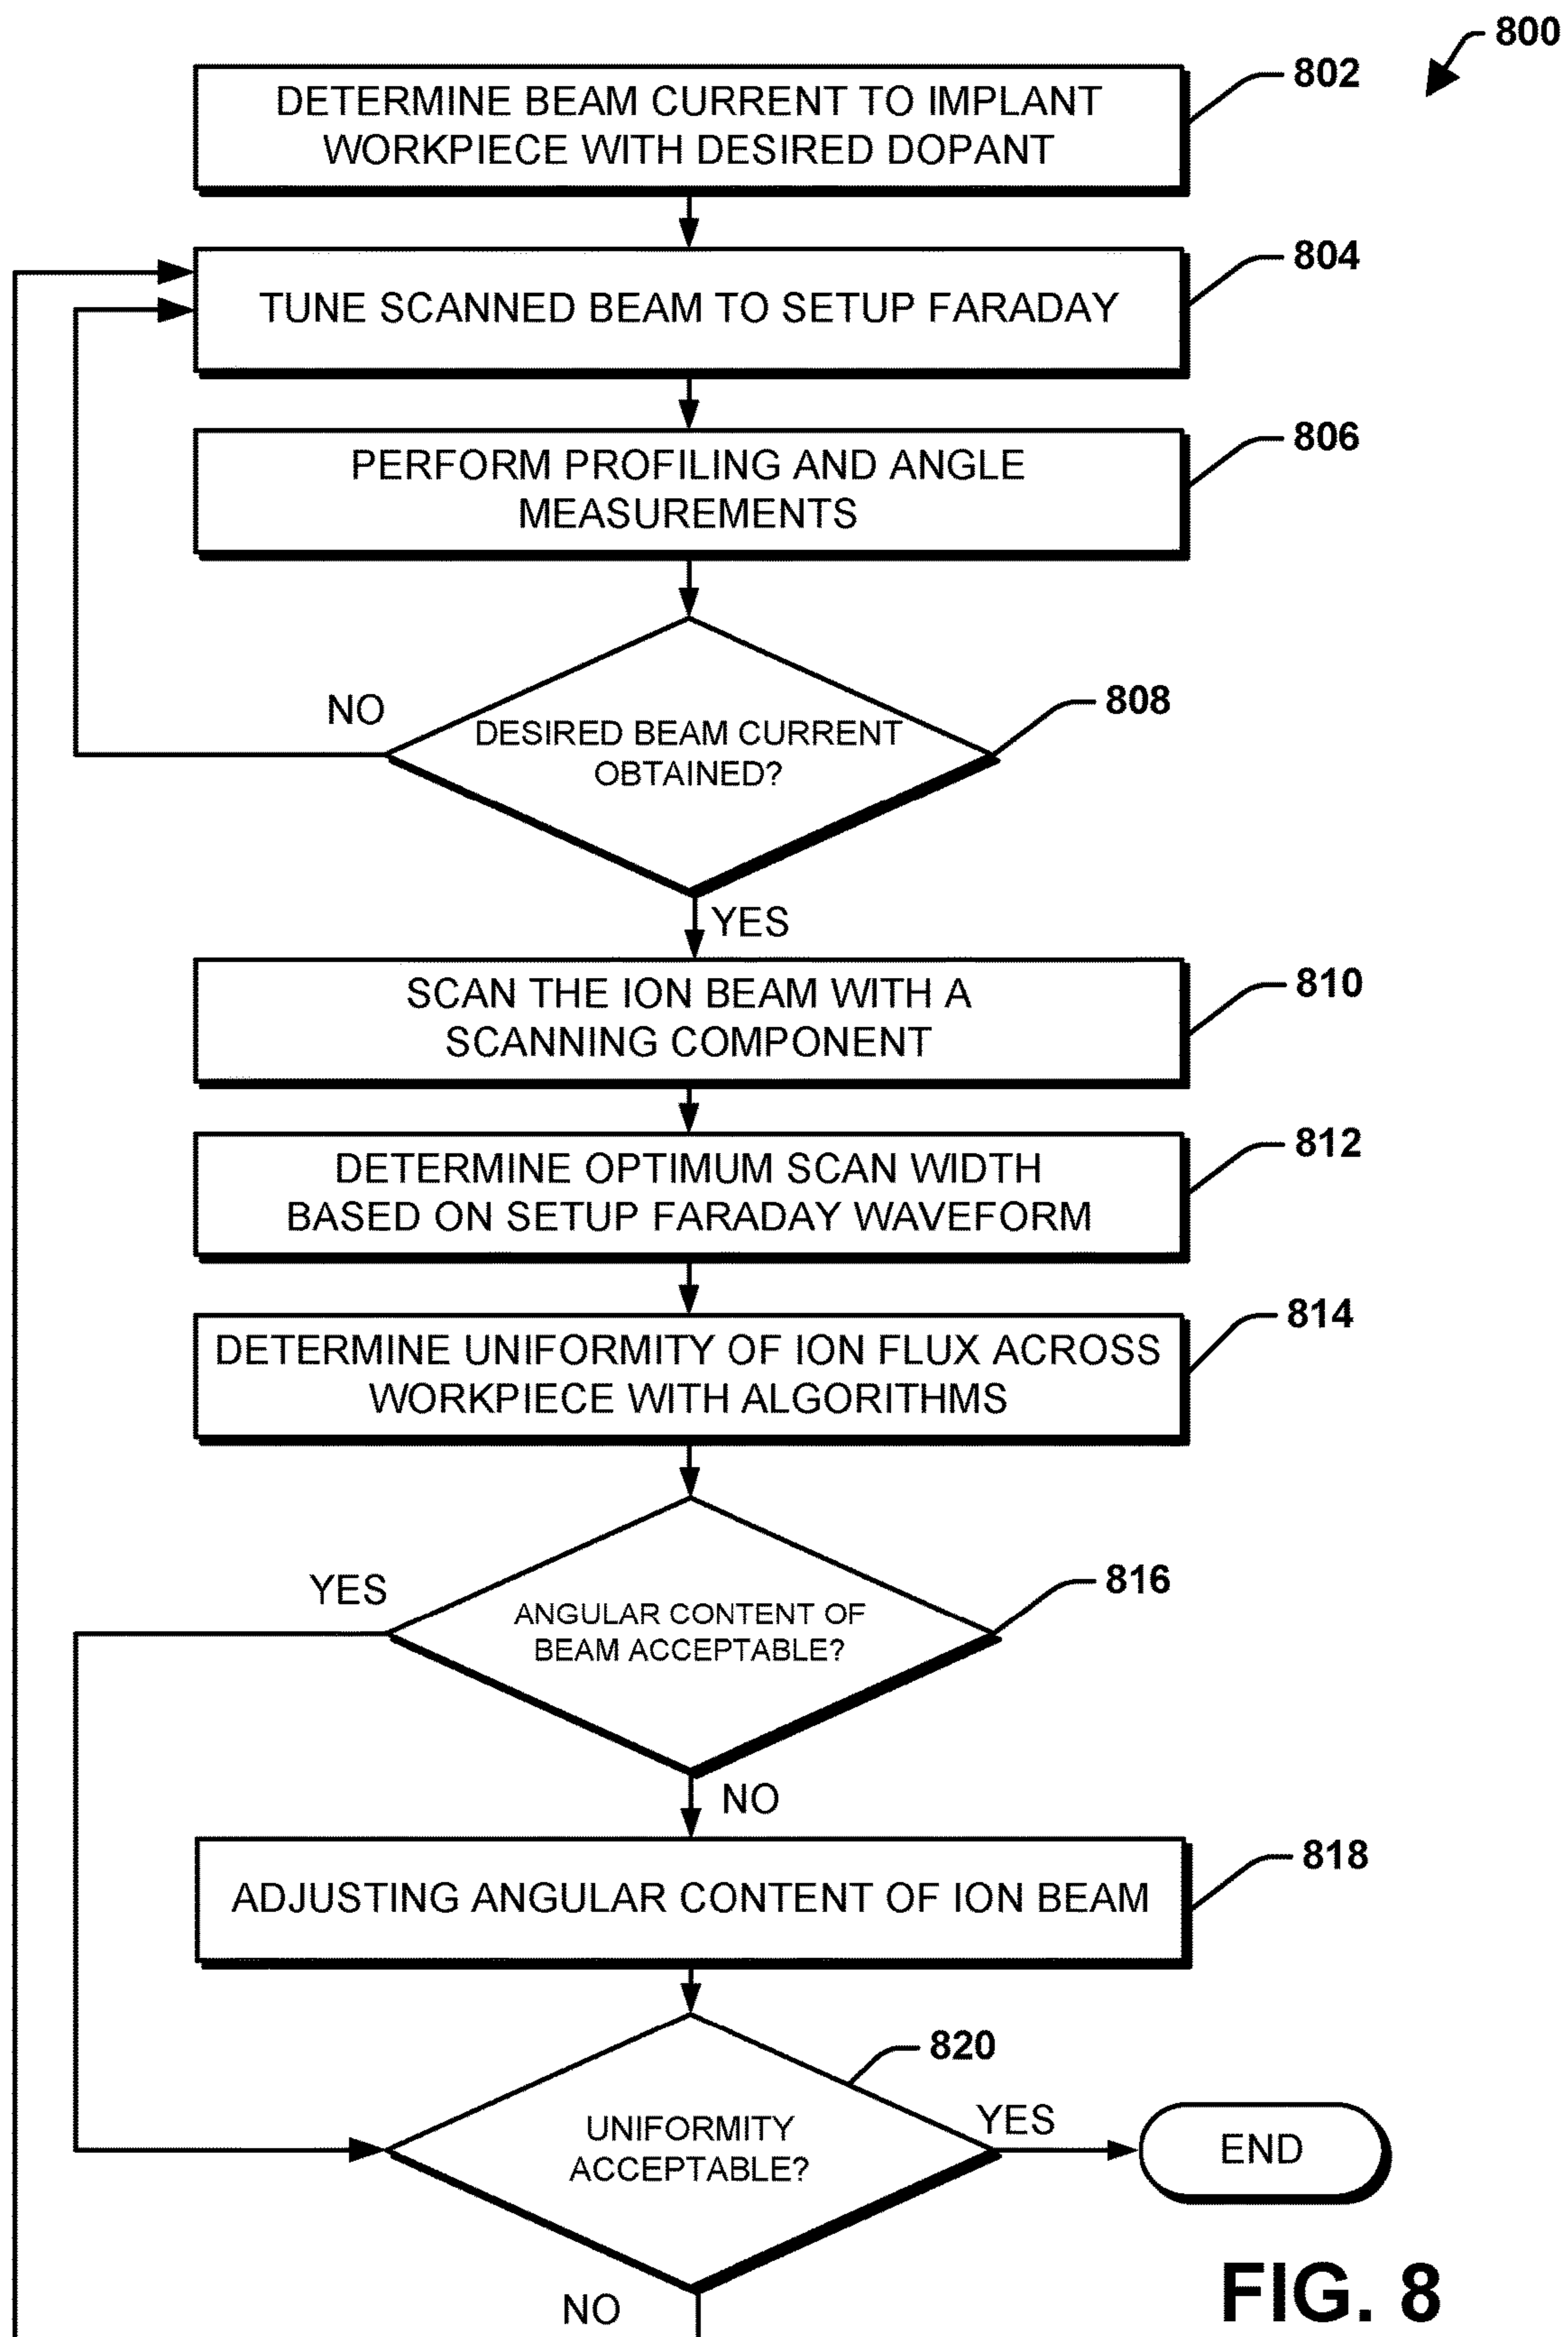 800
DETERMINE BEAM CURRENT TO IMPLANT
WORKPIECE WITH DESIRED DOPANT
802
TUNE SCANNED BEAM TO SETUP FARADAY
804
PERFORM PROFILING AND ANGLE
MEASUREMENTS
806
NO
DESIRED BEAM CURRENT
OBTAINED?
808
YES
SCAN THE ION BEAM WITH A
SCANNING COMPONENT
810
DETERMINE OPTIMUM SCAN WIDTH
BASED ON SETUP FARADAY WAVEFORM
812
DETERMINE UNIFORMITY OF ION FLUX ACROSS
WORKPIECE WITH ALGORITHMS
814
YES
ANGULAR CONTENT OF
BEAM ACCEPTABLE?
816
NO
ADJUSTING ANGULAR CONTENT OF ION BEAM
818
820
UNIFORMITY
ACCEPTABLE?
YES
END
NO
FIG. 8